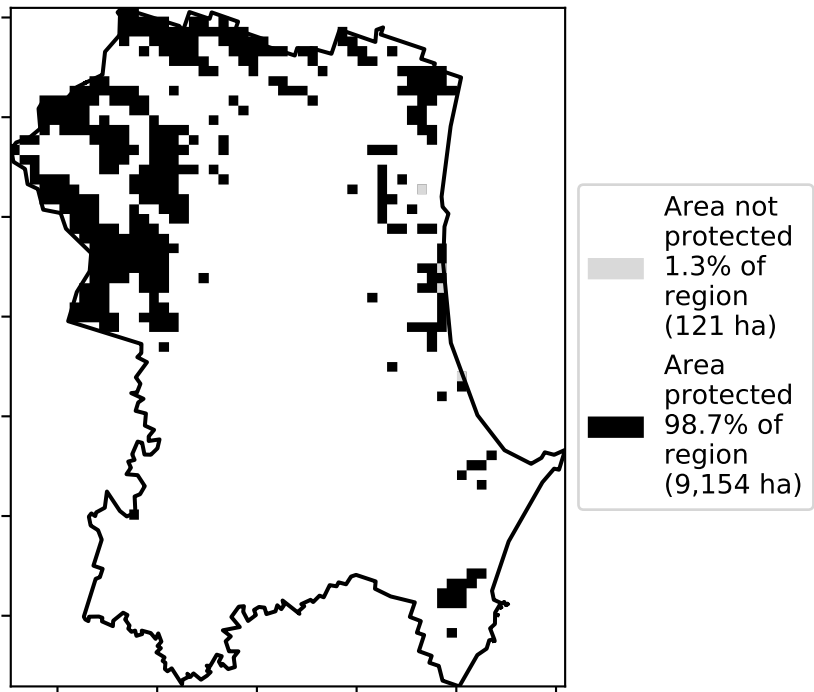 Area not
protected
1.3% of
region
(121 ha)
Area
protected
98.7% of
region
(9,154 ha)